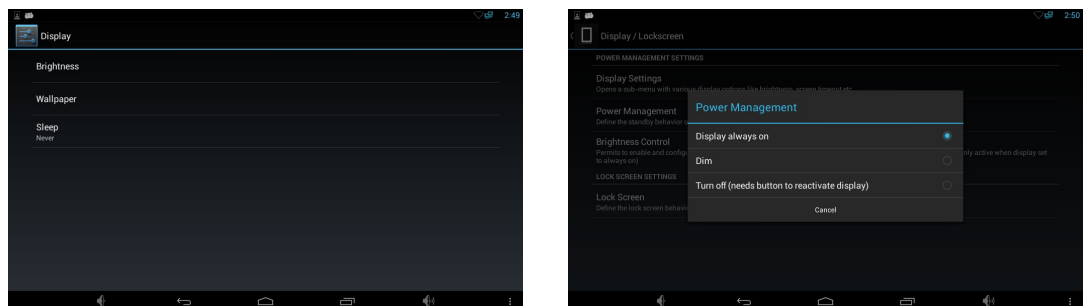 2:49
Display
Brightness
Wallpaper
Sleep
Never
2:50
Display / Lockscreen
POWER MANAGEMENT SETTINGS
Display Settings
Opens a sub-menu with various display options like brightness, screen timeout etc.
Power Management
Define the standby behavior
Brightness Control
Permits to enable and config
only active when display set
to always on)
LOCK SCREEN SETTINGS
Lock Screen
Define the lock screen behavi
Power Management
Display always on
Dim
Turn off (needs button to reactivate display)
Cancel